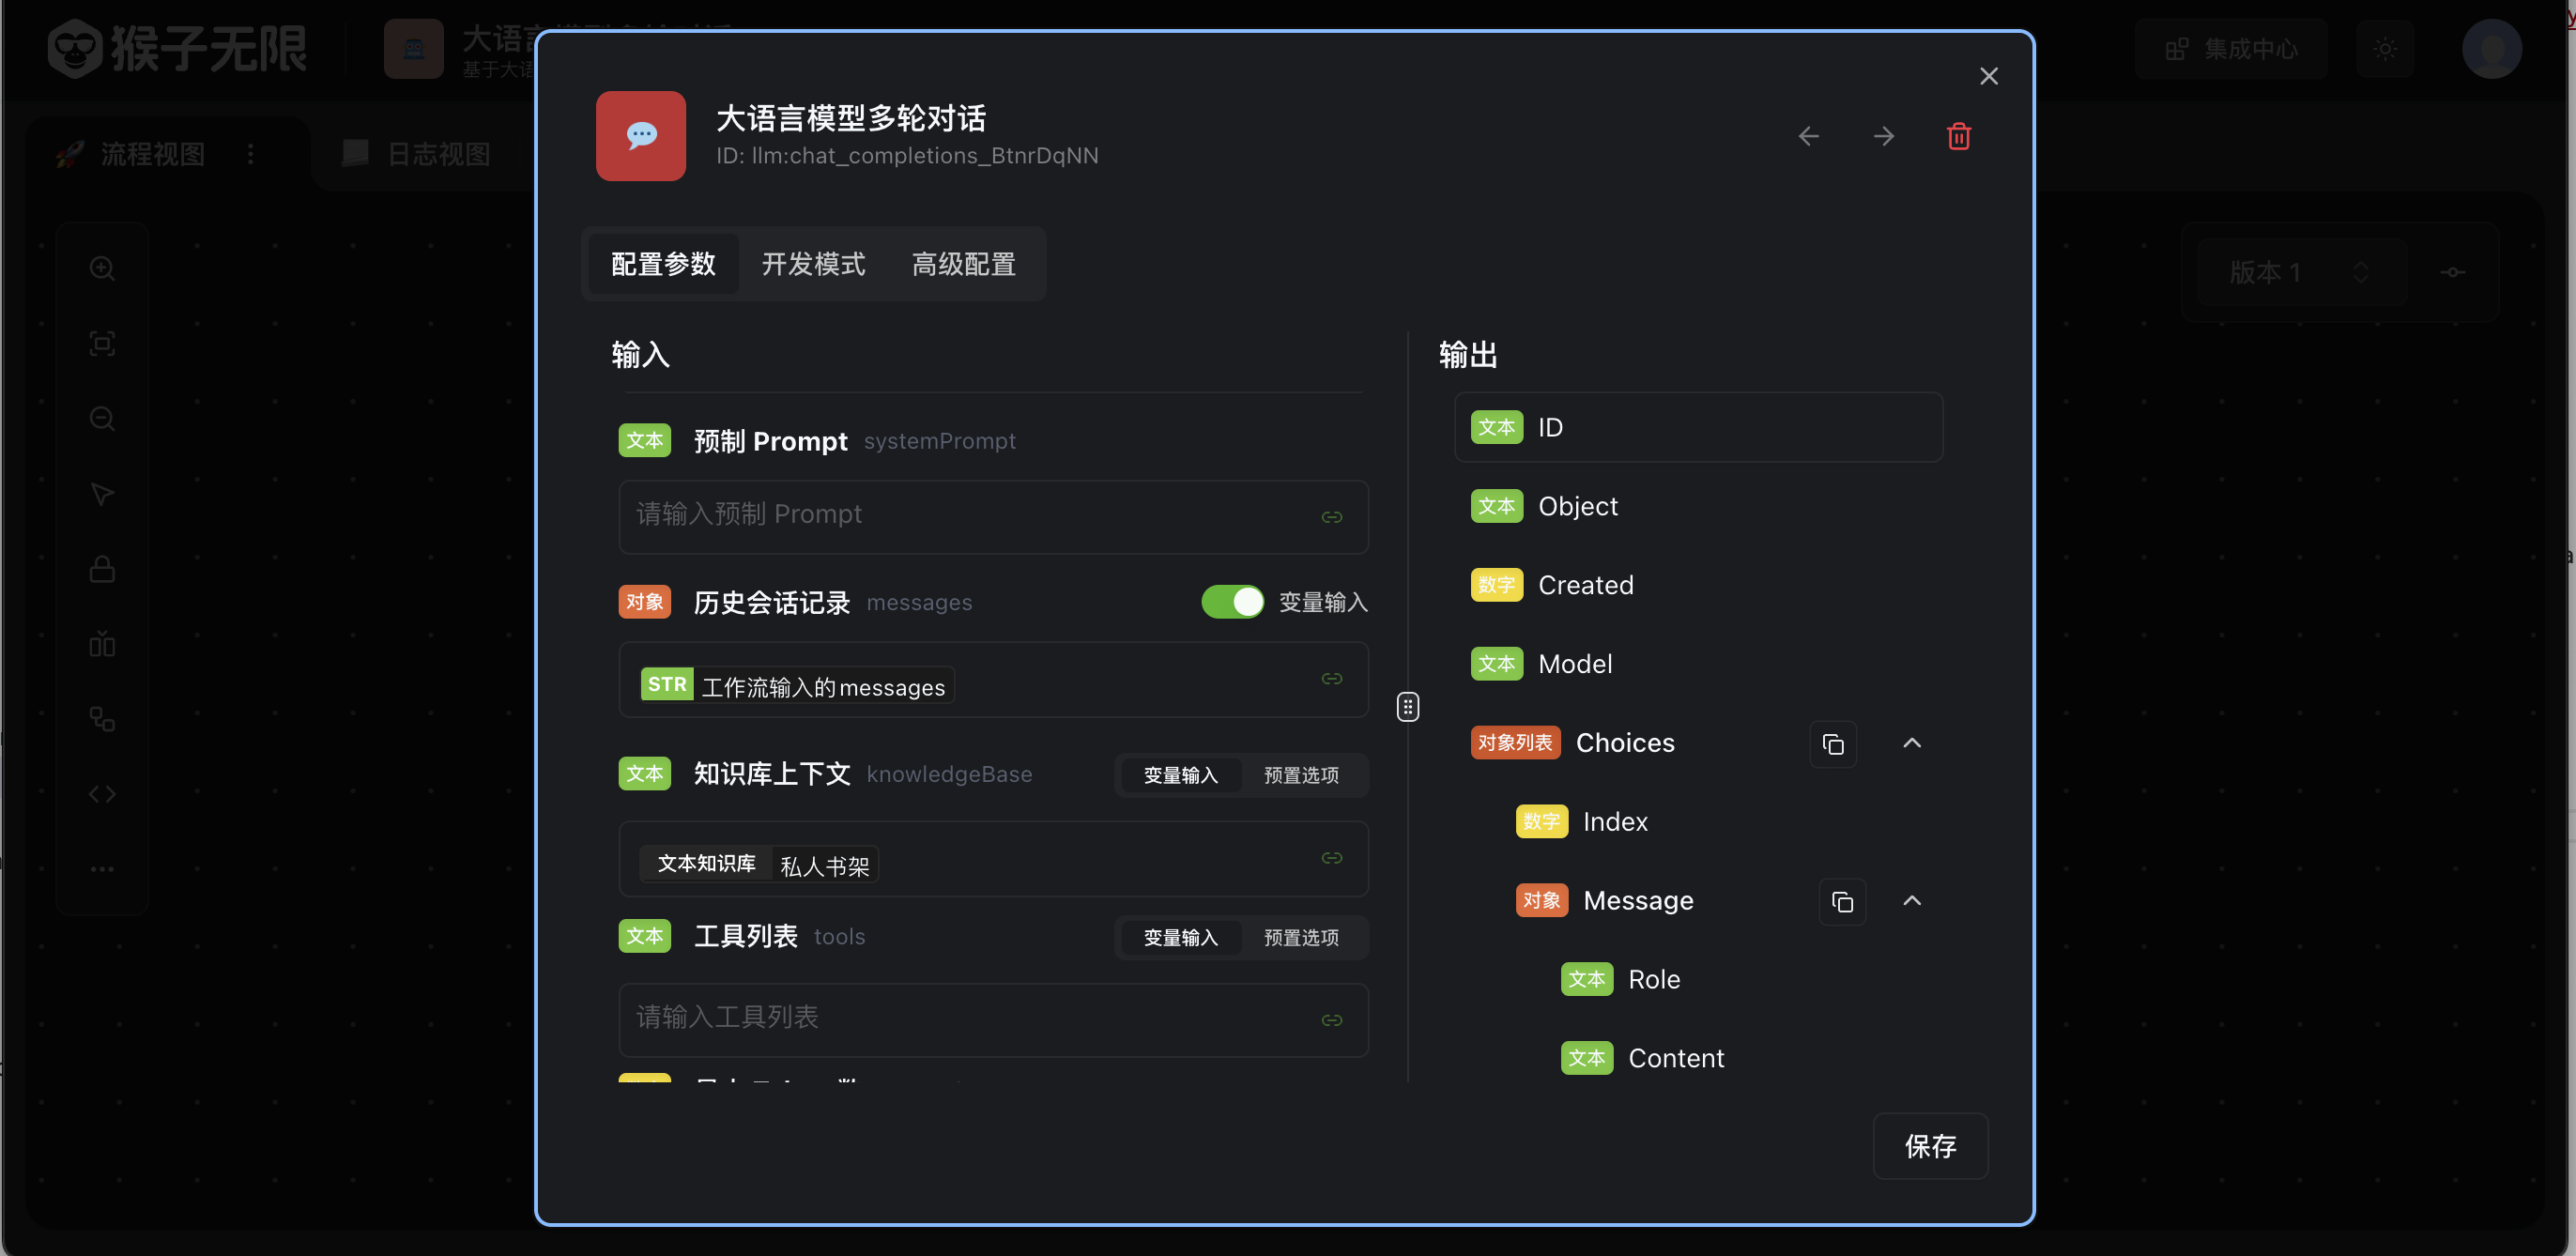 猴子无限
大语言
基于大语
集成中心
流程视图
日志视图
版本 1
大语言模型多轮对话
ID: llm:chat_completions_BtnrDqNN
配置参数
开发模式
高级配置
输入
文本 预制 Prompt systemPrompt
请输入预制 Prompt
对象 历史会话记录 messages 变量输入
STR 工作流输入的messages
文本 知识库上下文 knowledgeBase 变量输入 预置选项
文本知识库 私人书架
文本 工具列表 tools 变量输入 预置选项
请输入工具列表
输出
文本 ID
文本 Object
数字 Created
文本 Model
对象列表 Choices
数字 Index
对象 Message
文本 Role
文本 Content
保存